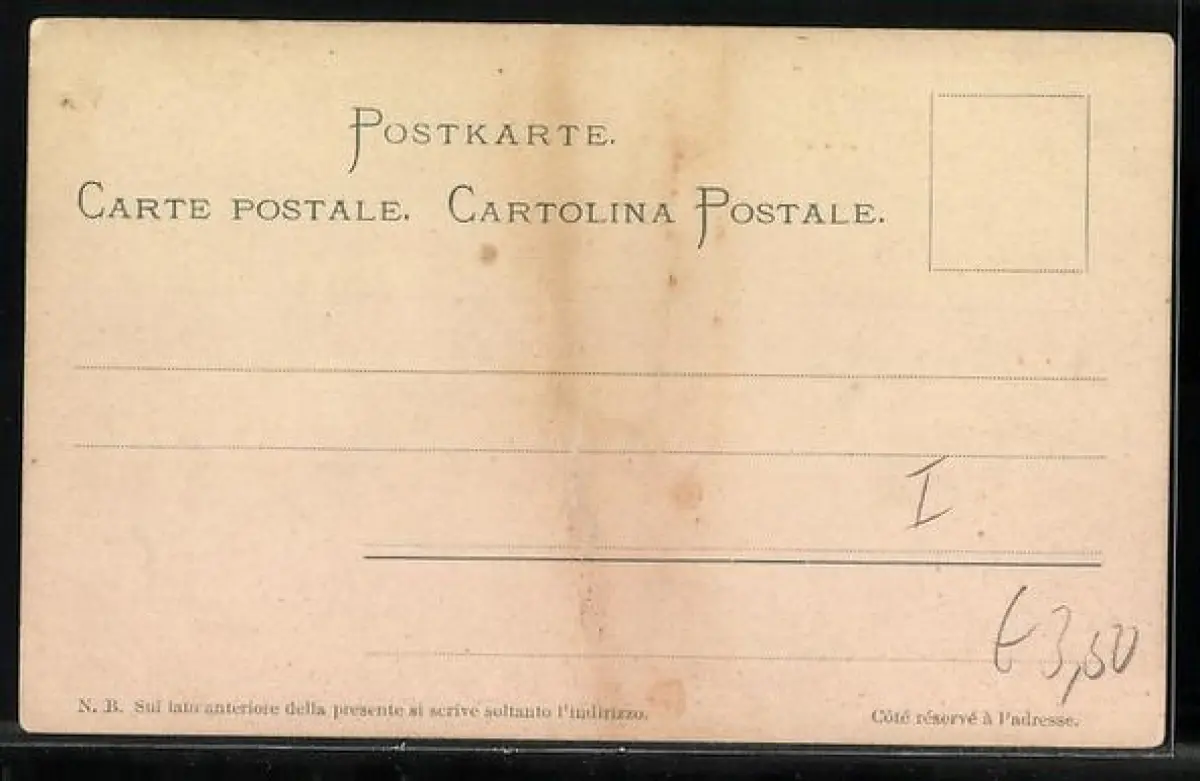 POSTKARTE.
CARTE POSTALE. CARTOLINA POSTALE.
I
€ 3,50
N. B. Sul lato anteriore della presente si scrive soltanto l'indirizzo.
Côté réservé à l'adresse.